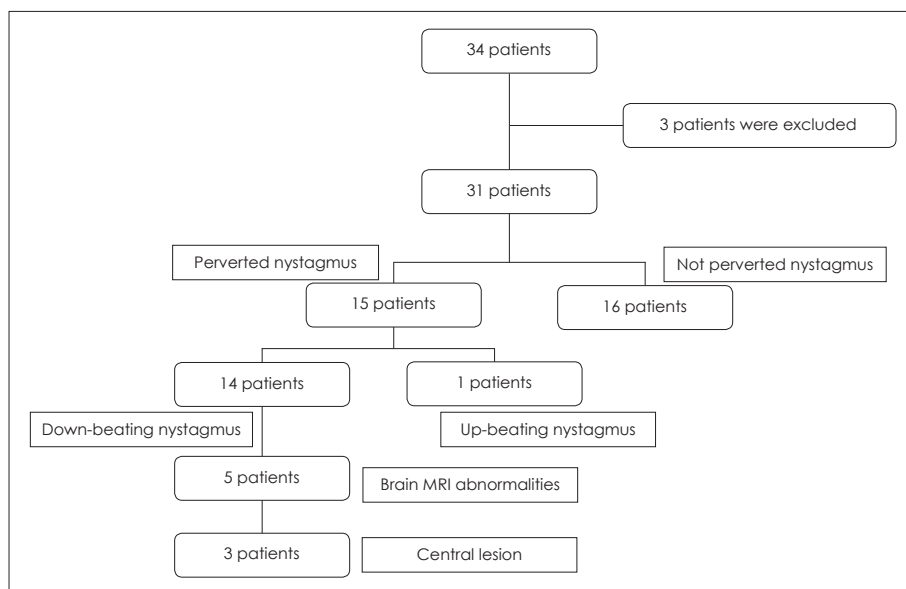 34 patients
3 patients were excluded
31 patients
Perverted nystagmus
Not perverted nystagmus
15 patients
16 patients
14 patients
1 patients
Down-beating nystagmus
Up-beating nystagmus
5 patients
Brain MRI abnormalities
3 patients
Central lesion